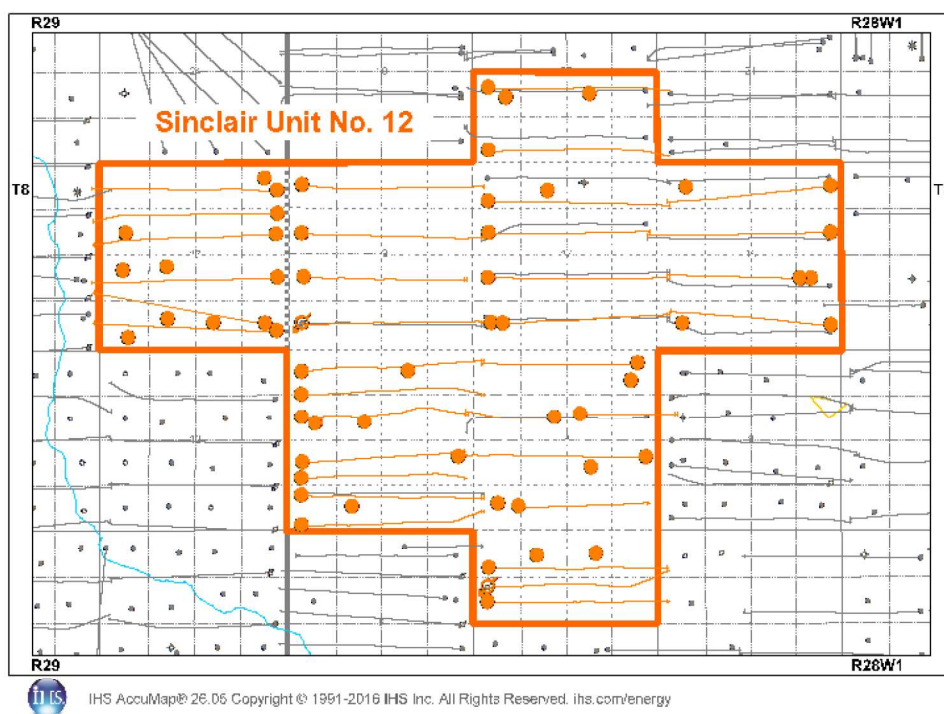 R29 R28W1
Sinclair Unit No. 12
T8 T
R29 R28W1
IHS AccuMap® 26.05 Copyright © 1991-2016 IHS Inc. All Rights Reserved. ihs.com/energy